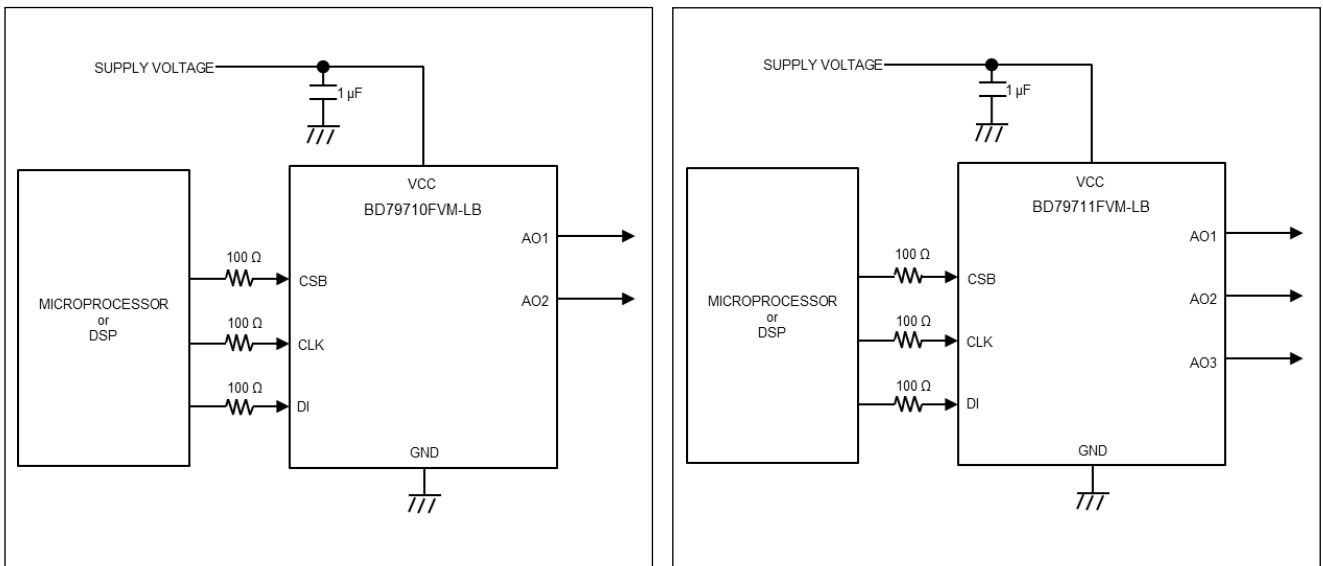 SUPPLY VOLTAGE
1 µF
VCC
BD79710FVM-LB
AO1
100 Ω
CSB
AO2
MICROPROCESSOR
or
DSP
100 Ω
CLK
100 Ω
DI
GND
SUPPLY VOLTAGE
1 µF
VCC
BD79711FVM-LB
AO1
100 Ω
CSB
AO2
MICROPROCESSOR
or
DSP
100 Ω
CLK
AO3
100 Ω
DI
GND